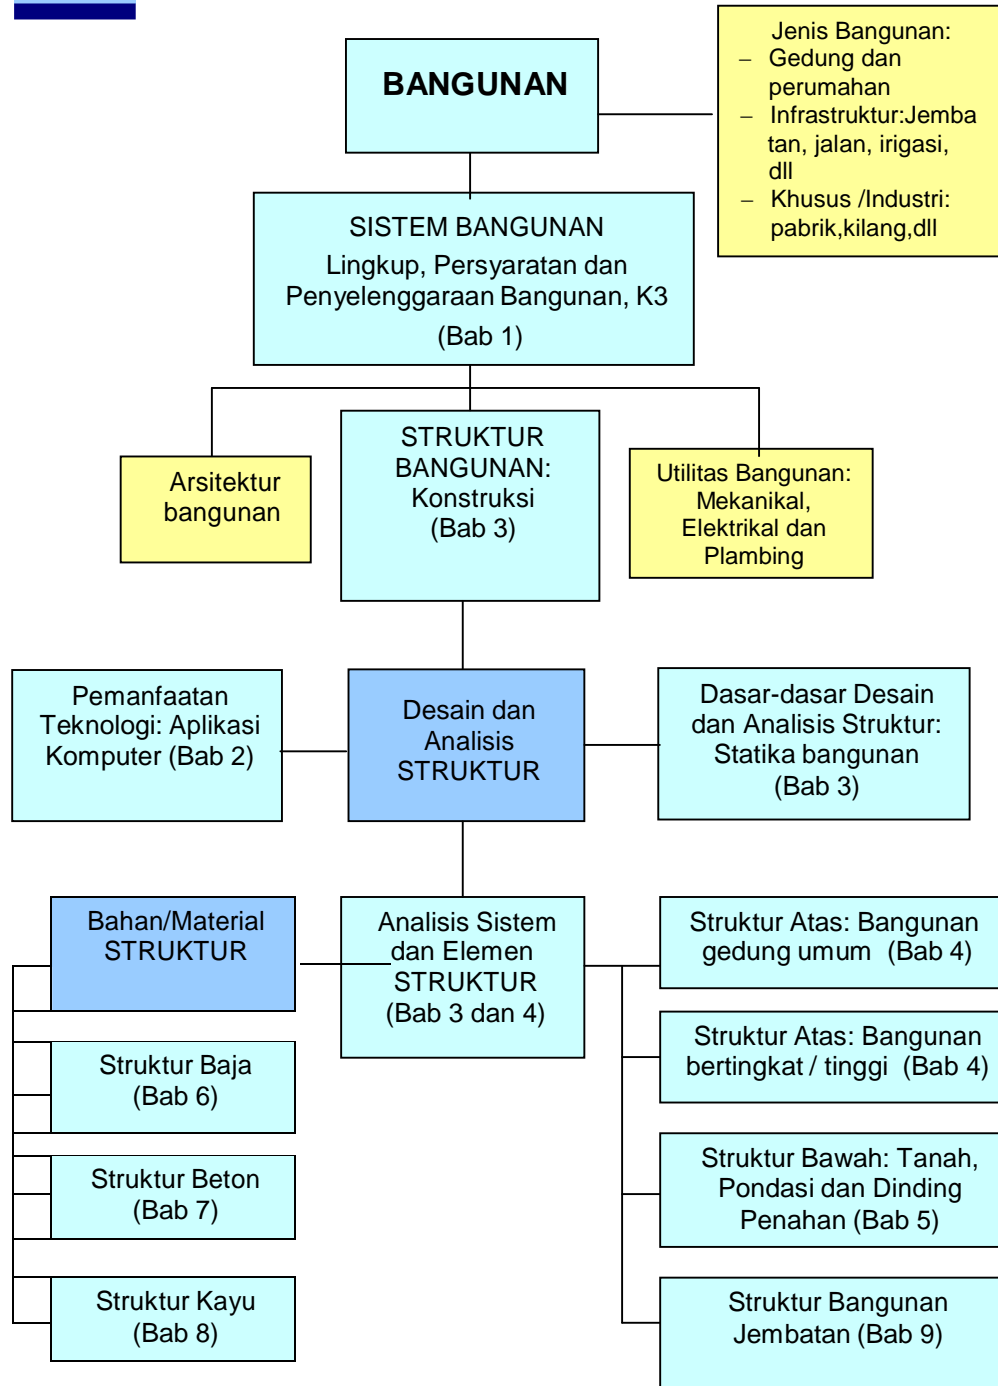 BANGUNAN
Jenis Bangunan:
– Gedung dan
perumahan
– Infrastruktur:Jemba
tan, jalan, irigasi,
dll
– Khusus /Industri:
pabrik,kilang,dll
SISTEM BANGUNAN
Lingkup, Persyaratan dan
Penyelenggaraan Bangunan, K3
(Bab 1)
Arsitektur
bangunan
STRUKTUR
BANGUNAN:
Konstruksi
(Bab 3)
Utilitas Bangunan:
Mekanikal,
Elektrikal dan
Plambing
Pemanfaatan
Teknologi: Aplikasi
Komputer (Bab 2)
Desain dan
Analisis
STRUKTUR
Dasar-dasar Desain
dan Analisis Struktur:
Statika bangunan
(Bab 3)
Bahan/Material
STRUKTUR
Analisis Sistem
dan Elemen
STRUKTUR
(Bab 3 dan 4)
Struktur Atas: Bangunan
gedung umum (Bab 4)
Struktur Baja
(Bab 6)
Struktur Atas: Bangunan
bertingkat / tinggi (Bab 4)
Struktur Beton
(Bab 7)
Struktur Bawah: Tanah,
Pondasi dan Dinding
Penahan (Bab 5)
Struktur Kayu
(Bab 8)
Struktur Bangunan
Jembatan (Bab 9)